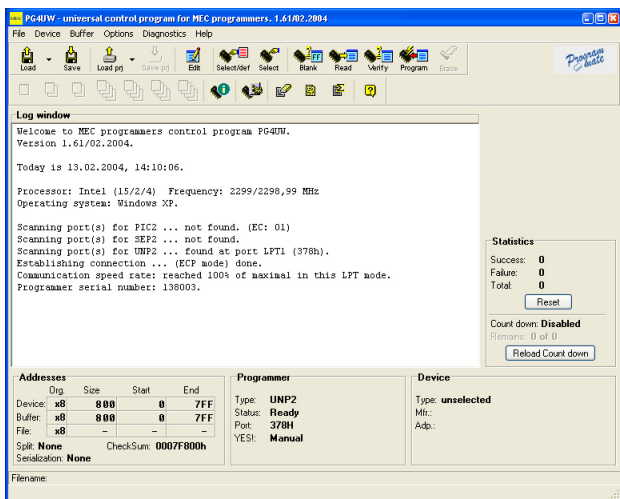 PG4UW - universal control program for MEC programmers. 1.61/02.2004
File Device Buffer Options Diagnostics Help
Load Save Load prj Save prj Edit Select/def Select Blank Read Verify Program Erase
Program mate
Log window
Welcome to MEC programmers control program PG4UW.
Version 1.61/02.2004.
Today is 13.02.2004, 14:10:06.
Processor: Intel (15/2/4) Frequency: 2299/2298,99 MHz
Operating system: Windows XP.
Scanning port(s) for PIC2 ... not found. (EC: 01)
Scanning port(s) for SEP2 ... not found.
Scanning port(s) for UNP2 ... found at port LPT1 (378h).
Establishing connection ... (ECP mode) done.
Communication speed rate: reached 100% of maximal in this LPT mode.
Programmer serial number: 138003.
Statistics
Success: 0
Failure: 0
Total: 0
Reset
Count down: Disabled
Remains: 0 of 0
Reload Count down
Addresses
Org. Size Start End
Device: x8 800 0 7FF
Buffer: x8 800 0 7FF
File: x8 - - -
Split: None CheckSum: 0007F800h
Serialization: None
Programmer
Type: UNP2
Status: Ready
Port: 378H
YES!: Manual
Device
Type: unselected
Mfr.:
Adp.:
Filename: